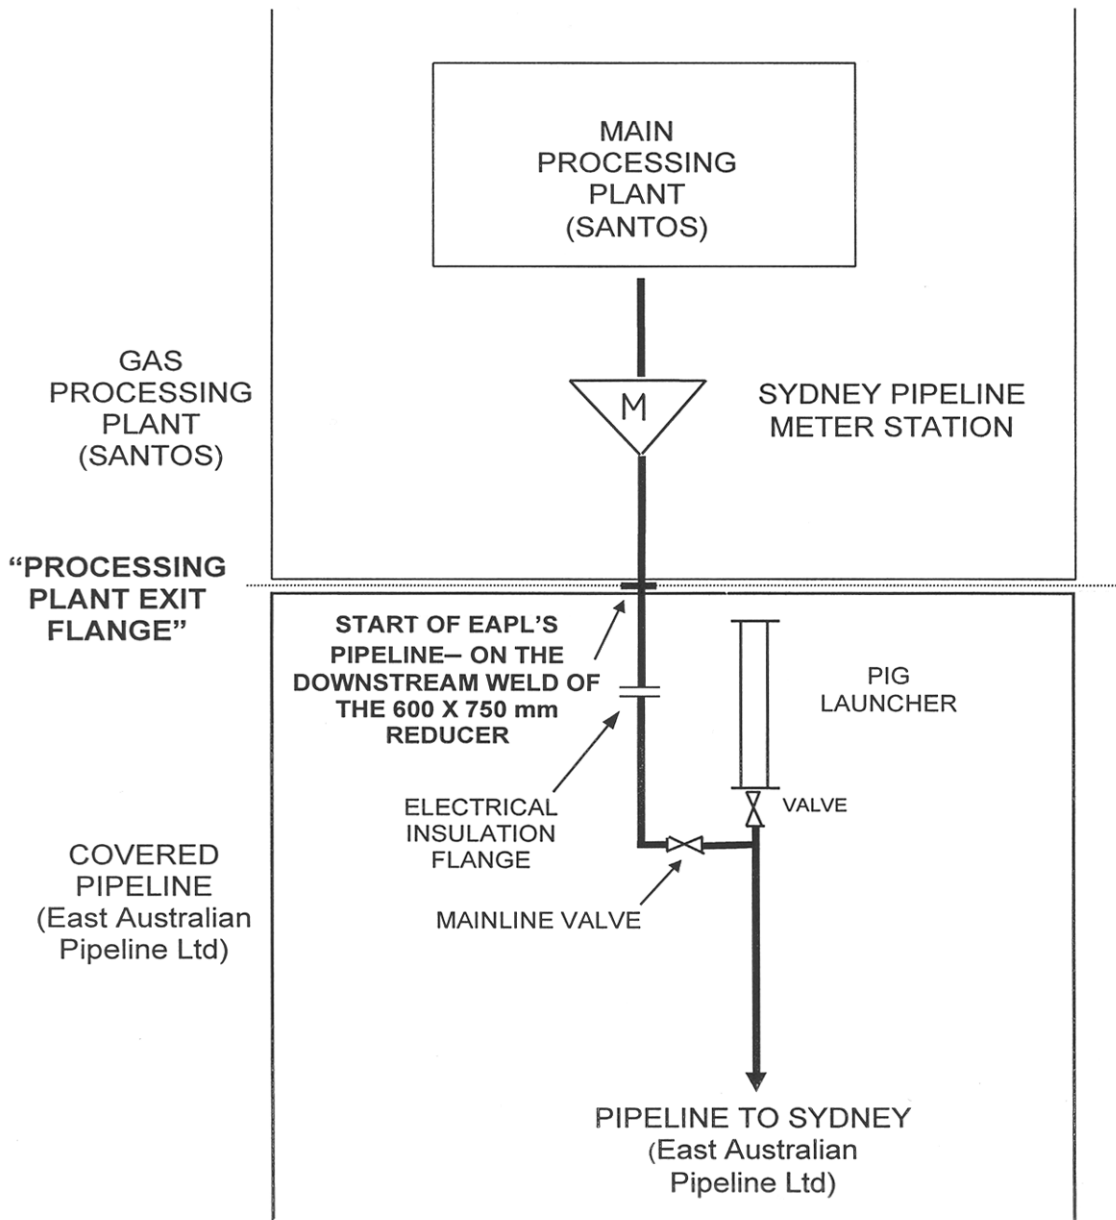 MAIN
PROCESSING
PLANT
(SANTOS)
GAS
PROCESSING
PLANT
(SANTOS)
M
SYDNEY PIPELINE
METER STATION
“PROCESSING
PLANT EXIT
FLANGE”
START OF EAPL'S
PIPELINE– ON THE
DOWNSTREAM WELD OF
THE 600 X 750 mm
REDUCER
PIG
LAUNCHER
VALVE
ELECTRICAL
INSULATION
FLANGE
MAINLINE VALVE
COVERED
PIPELINE
(East Australian
Pipeline Ltd)
PIPELINE TO SYDNEY
(East Australian
Pipeline Ltd)